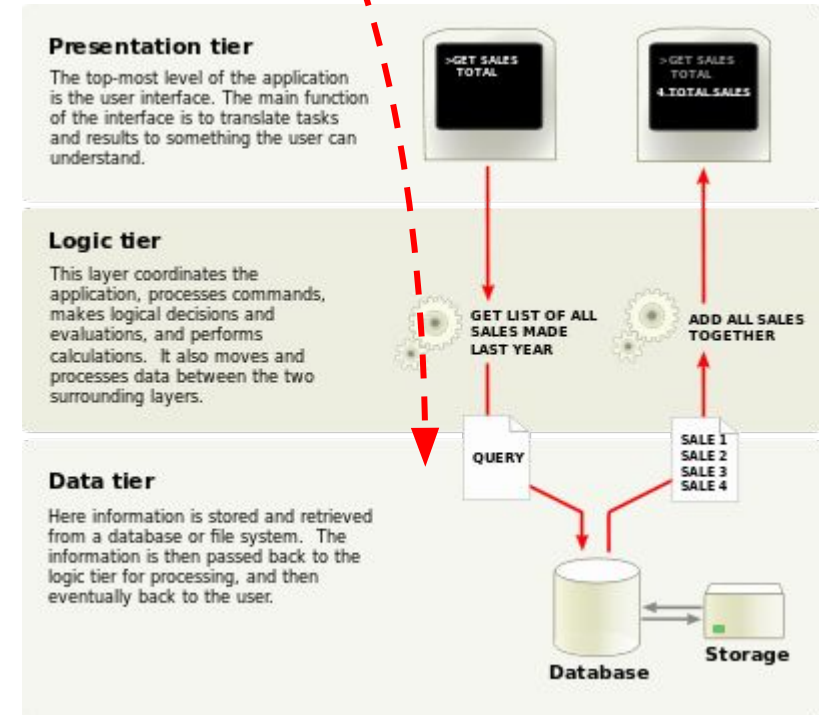 Presentation tier
The top-most level of the application
is the user interface. The main function
of the interface is to translate tasks
and results to something the user can
understand.
>GET SALES
TOTAL
>GET SALES
TOTAL
4.TOTAL SALES
Logic tier
This layer coordinates the
application, processes commands,
makes logical decisions and
evaluations, and performs
calculations.  It also moves and
processes data between the two
surrounding layers.
GET LIST OF ALL
SALES MADE
LAST YEAR
ADD ALL SALES
TOGETHER
Data tier
Here information is stored and retrieved
from a database or file system.  The
information is then passed back to the
logic tier for processing, and then
eventually back to the user.
QUERY
SALE 1
SALE 2
SALE 3
SALE 4
Database
Storage